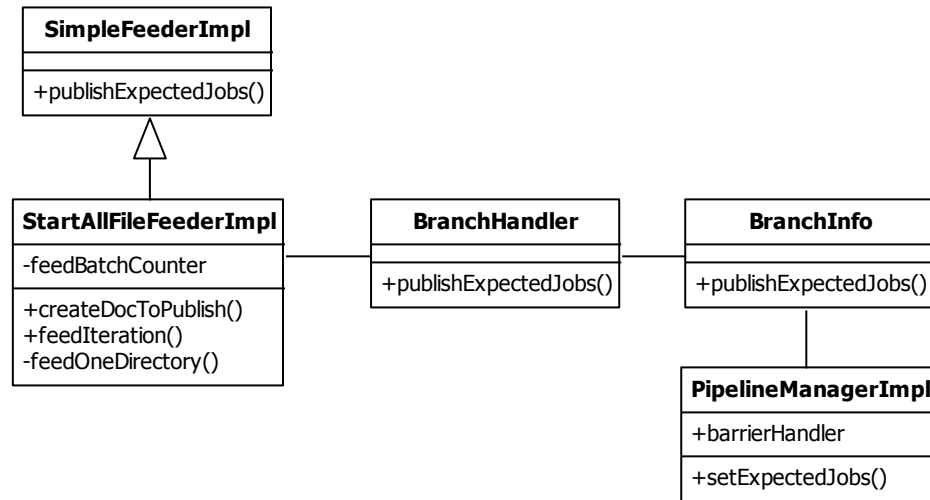 SimpleFeederImpl
+publishExpectedJobs()
StartAllFileFeederImpl
-feedBatchCounter
+createDocToPublish()
+feedIteration()
-feedOneDirectory()
BranchHandler
+publishExpectedJobs()
BranchInfo
+publishExpectedJobs()
PipelineManagerImpl
+barrierHandler
+setExpectedJobs()